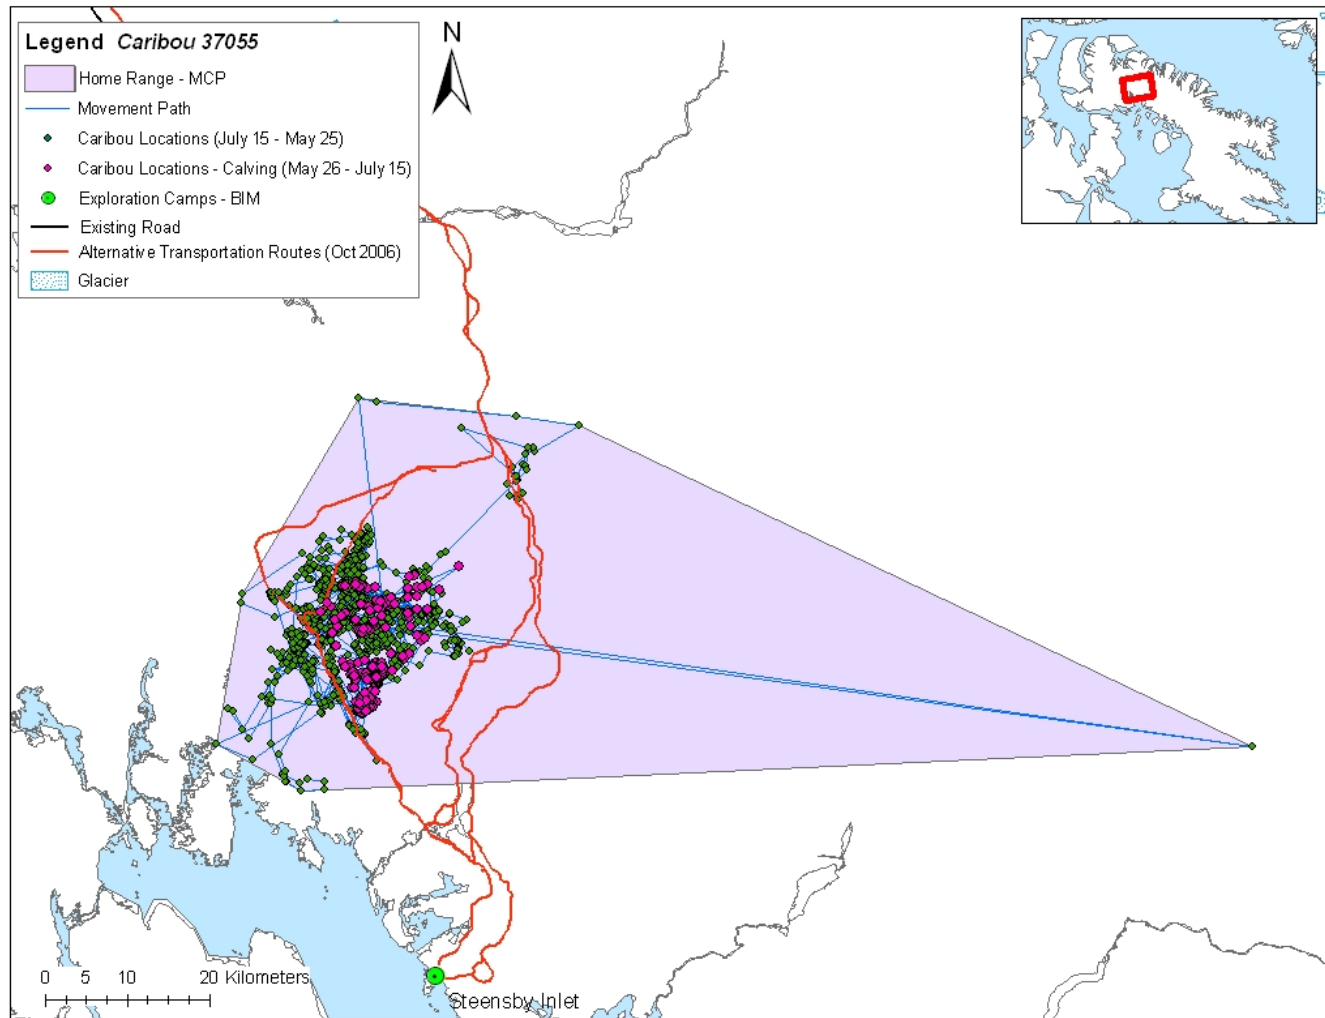 Legend Caribou 37055
Home Range - MCP
Movement Path
Caribou Locations (July 15 - May 25)
Caribou Locations - Calving (May 26 - July 15)
Exploration Camps - BIM
Existing Road
Alternative Transportation Routes (Oct 2006)
Glacier
N
0 5 10 20 Kilometers
Steensby Inlet